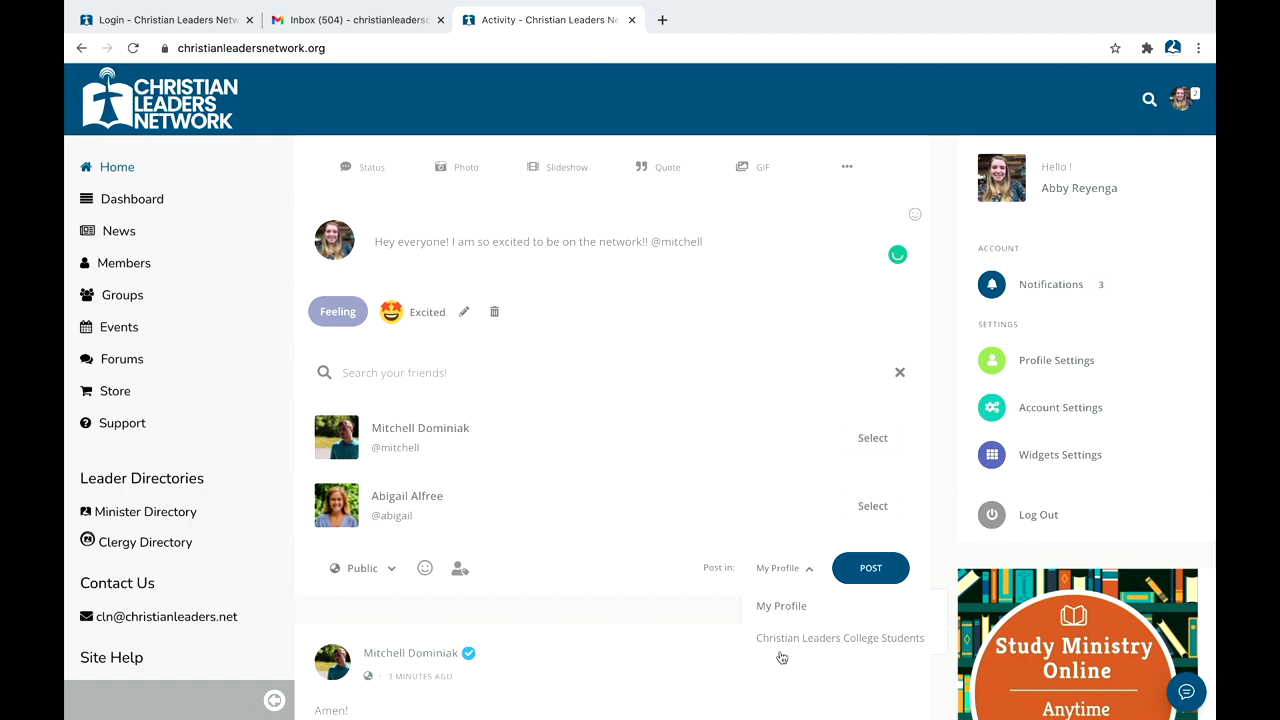 Login - Christian Leaders Netw
Inbox (504) - christianleaders
Activity - Christian Leaders Ne
christianleadersnetwork.org
CHRISTIAN
LEADERS
NETWORK
2
Home
Dashboard
News
Members
Groups
Events
Forums
Store
Support
Leader Directories
Minister Directory
Clergy Directory
Contact Us
cln@christianleaders.net
Site Help
Status
Photo
Slideshow
Quote
GIF
Hey everyone! I am so excited to be on the network!! @mitchell
Feeling
Excited
Search your friends!
Mitchell Dominiak
@mitchell
Select
Abigail Alfree
@abigail
Select
Public
Post in:
My Profile
POST
My Profile
Christian Leaders College Students
Mitchell Dominiak
3 MINUTES AGO
Amen!
Hello !
Abby Reyenga
ACCOUNT
Notifications 3
SETTINGS
Profile Settings
Account Settings
Widgets Settings
Log Out
Study Ministry
Online
Anytime